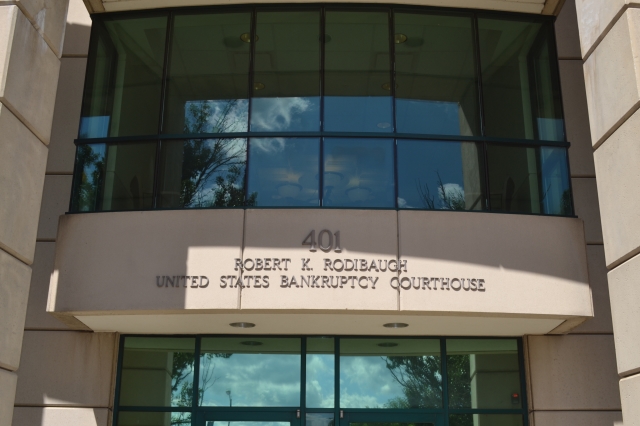 401
ROBERT K. RODIBAUGH
UNITED STATES BANKRUPTCY COURTHOUSE